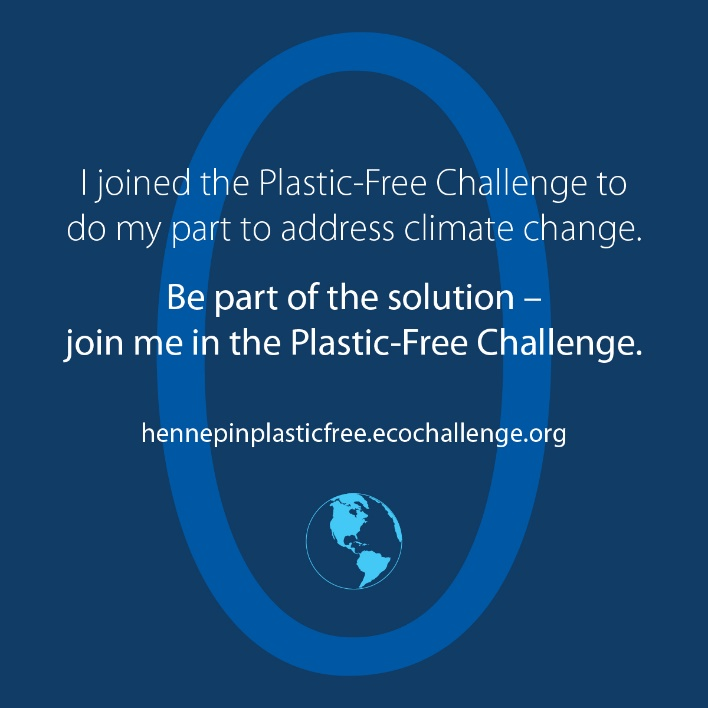 I joined the Plastic-Free Challenge to
do my part to address climate change.
Be part of the solution –
join me in the Plastic-Free Challenge.
hennepinplasticfree.ecochallenge.org